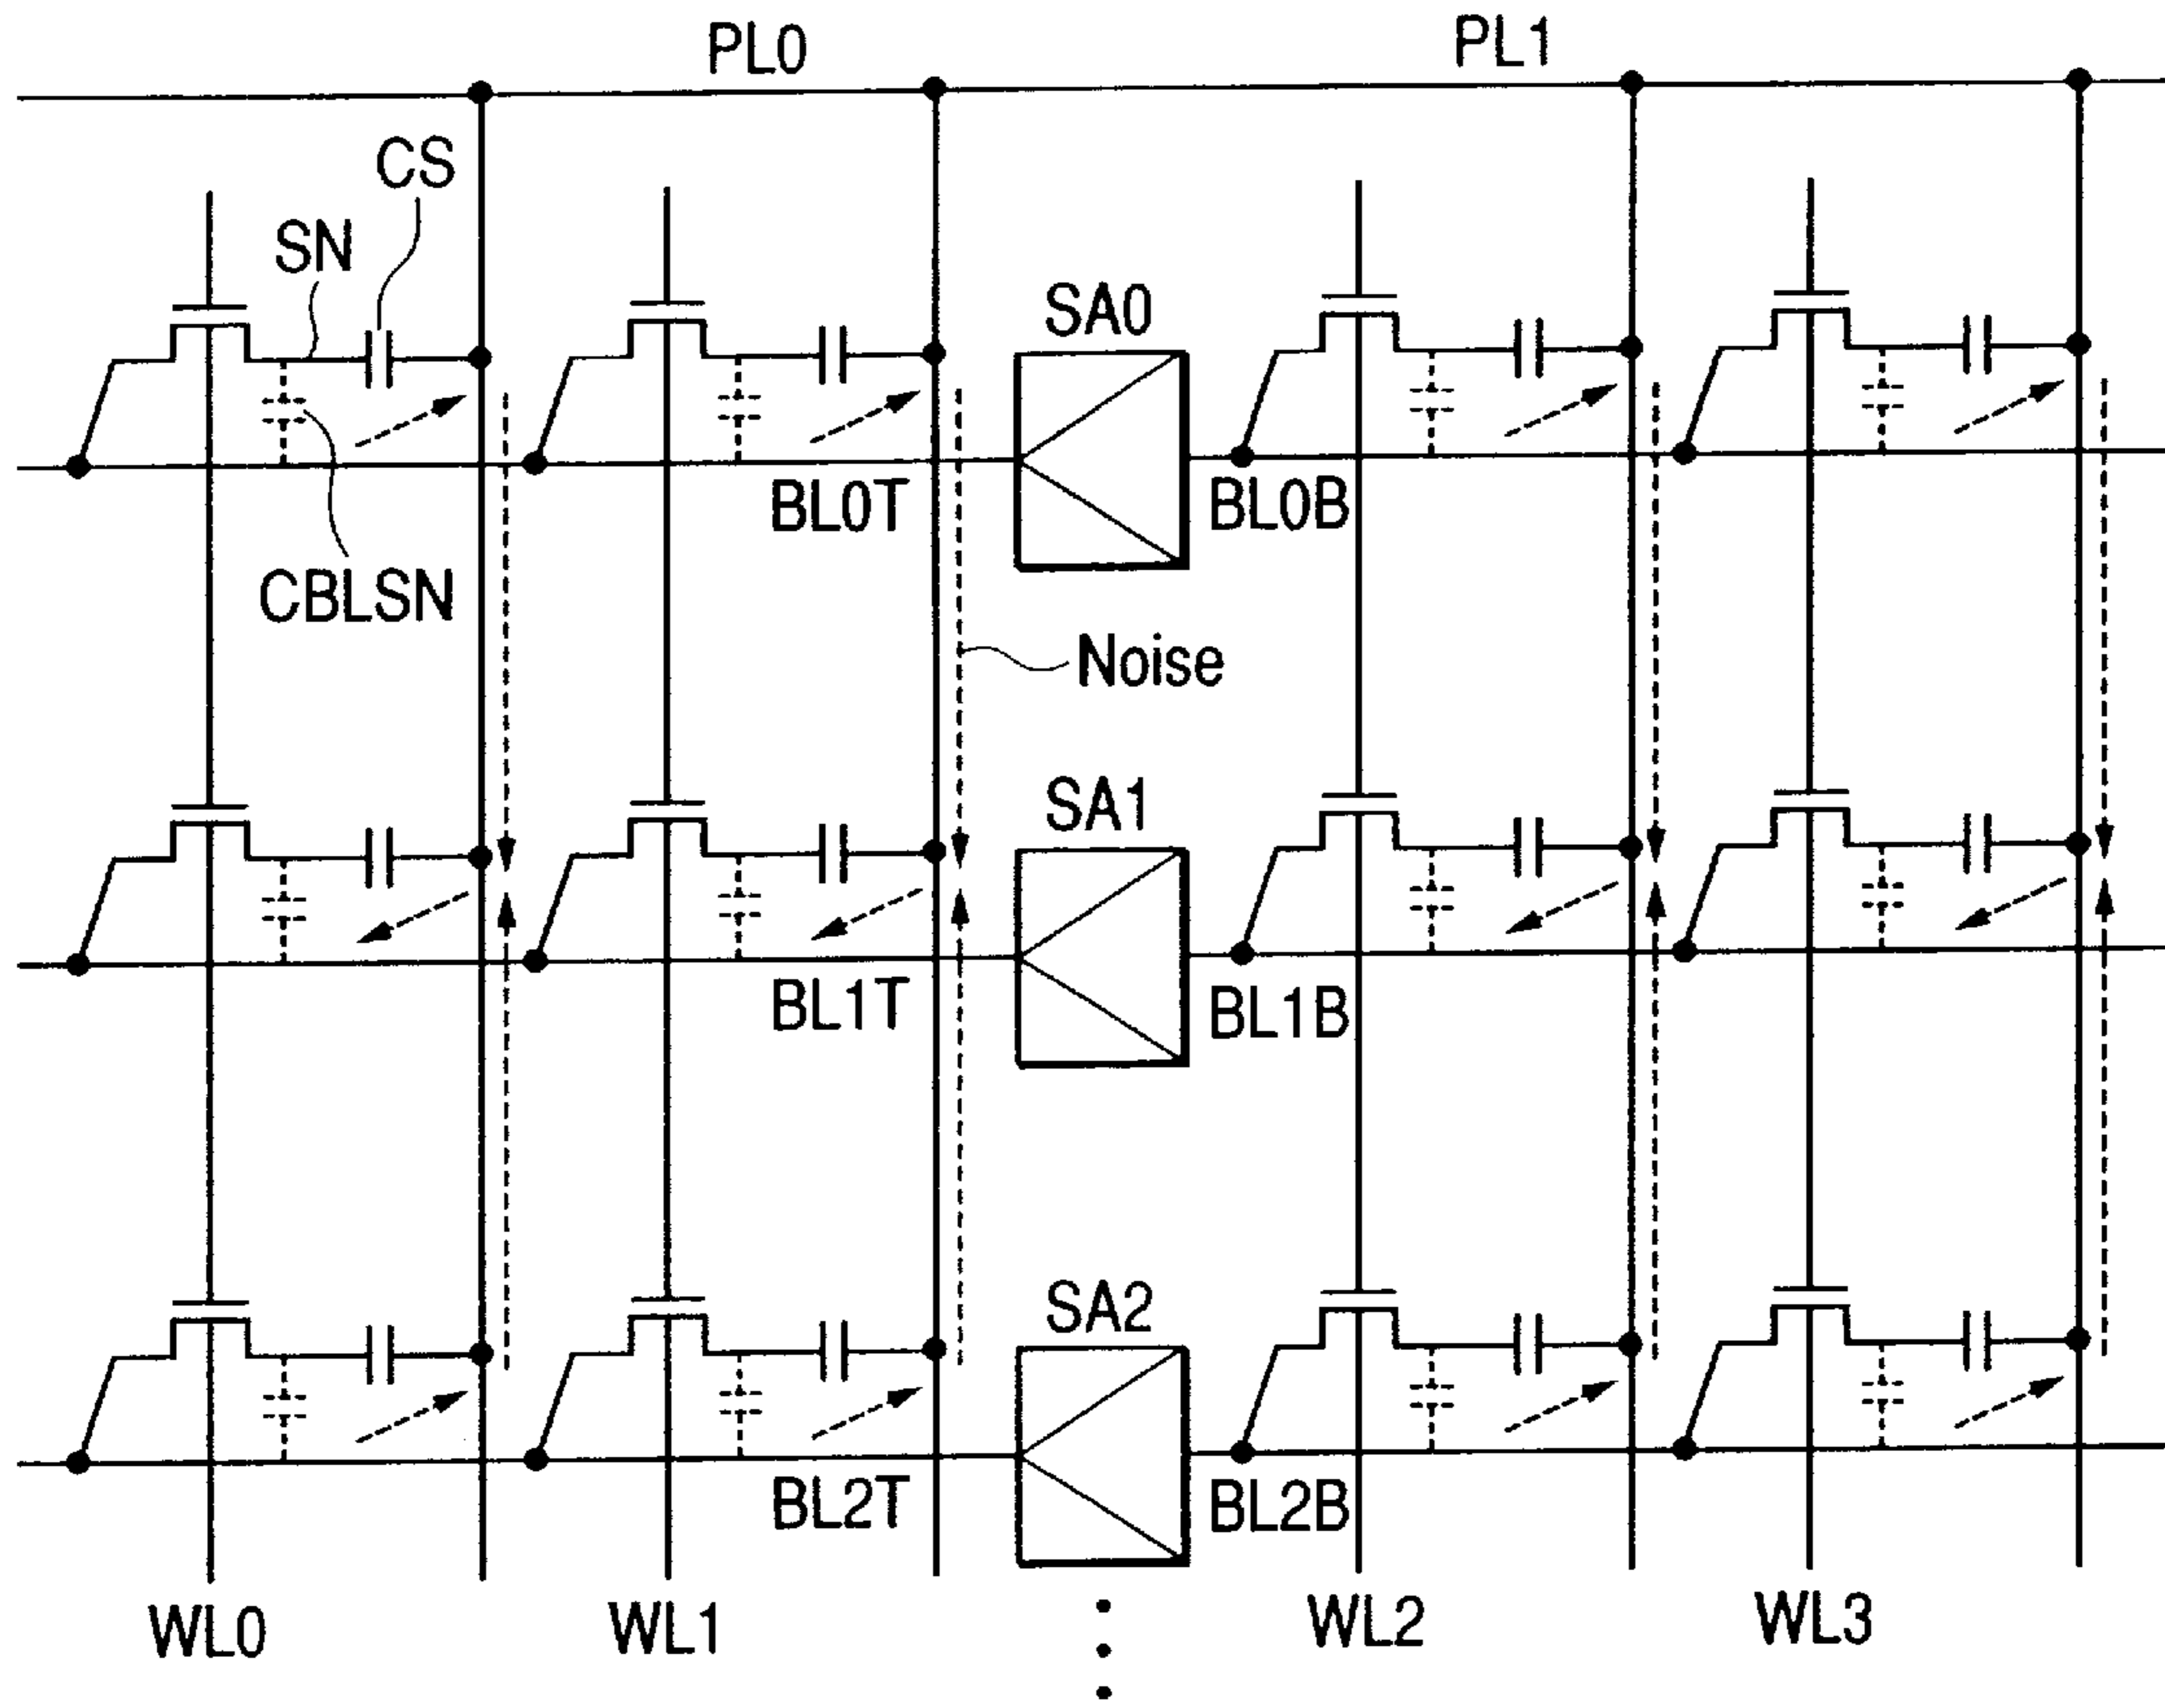 PL0 PL1
CS
SN
SA0
BL0T BL0B
CBLSN
Noise
SA1
BL1T BL1B
SA2
BL2T BL2B
WL0 WL1 WL2 WL3